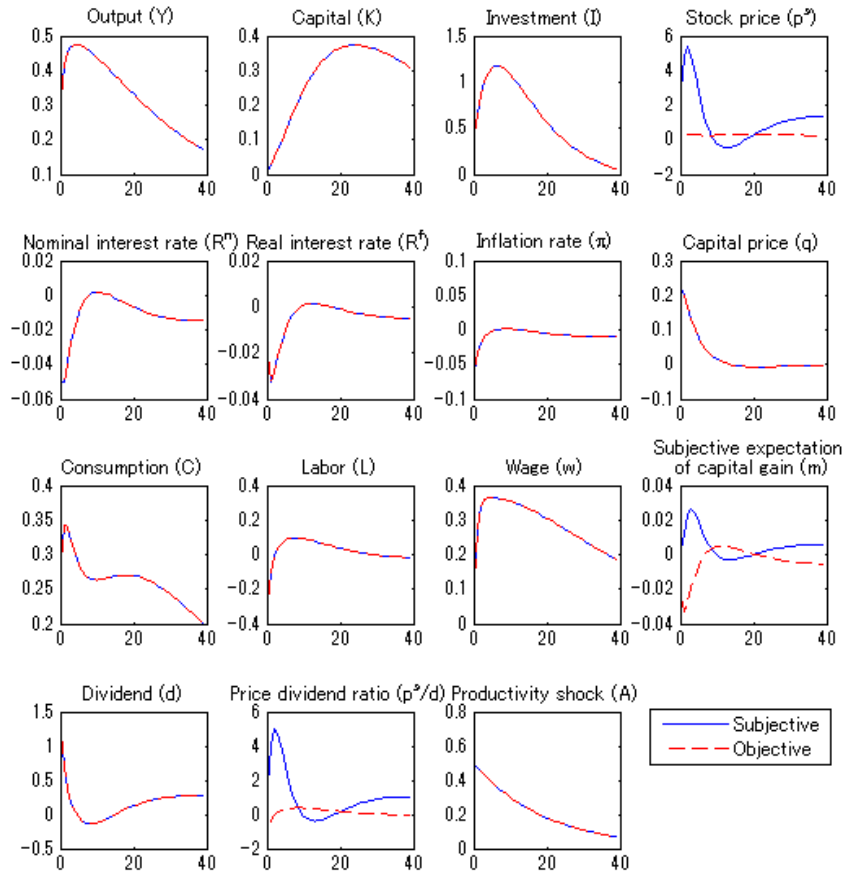 Output (Y)
0.5
0.4
0.3
0.2
0.1
0 20 40
Capital (K)
0.4
0.3
0.2
0.1
0
0 20 40
Investment (I)
1.5
1
0.5
0
0 20 40
Stock price (pˢ)
6
4
2
0
−2
0 20 40
Nominal interest rate (Rⁿ)
0.02
0
−0.02
−0.04
−0.06
0 20 40
Real interest rate (Rᶠ)
0.02
0
−0.02
−0.04
0 20 40
Inflation rate (π)
0.1
0.05
0
−0.05
−0.1
0 20 40
Capital price (q)
0.3
0.2
0.1
0
−0.1
0 20 40
Consumption (C)
0.4
0.35
0.3
0.25
0.2
0 20 40
Labor (L)
0.4
0.2
0
−0.2
−0.4
0 20 40
Wage (w)
0.4
0.3
0.2
0.1
0
0 20 40
Subjective expectation
of capital gain (m)
0.04
0.02
0
−0.02
−0.04
0 20 40
Dividend (d)
1.5
1
0.5
0
−0.5
0 20 40
Price dividend ratio (pˢ/d)
6
4
2
0
−2
0 20 40
Productivity shock (A)
0.8
0.6
0.4
0.2
0
0 20 40
Subjective
Objective